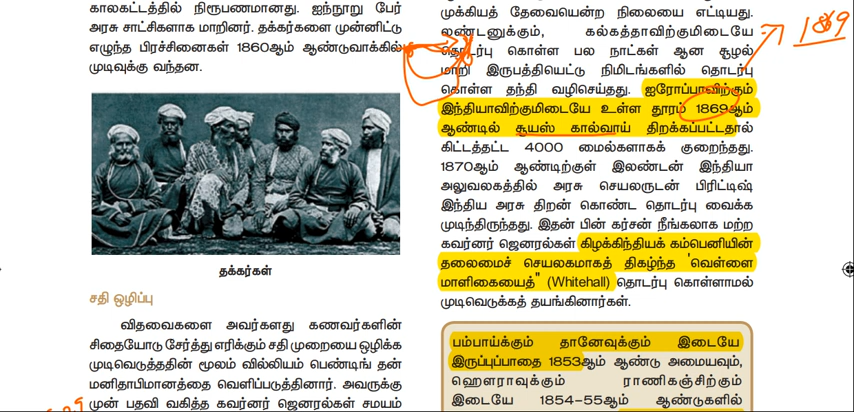 காலகட்டத்தில் நிரூபணமானது. ஐந்நூறு பேர்
அரசு சாட்சிகளாக மாறினர். தக்கர்களை முன்னிட்டு
எழுந்த பிரச்சினைகள் 1860ஆம் ஆண்டுவாக்கில்
முடிவுக்கு வந்தன.
தக்கர்கள்
சதி ஒழிப்பு
விதவைகளை அவர்களது கணவர்களின்
சிதையோடு சேர்த்து எரிக்கும் சதி முறையை ஒழிக்க
முடிவெடுத்ததின் மூலம் வில்லியம் பெண்டிங் தன்
மனிதாபிமானத்தை வெளிப்படுத்தினார். அவருக்கு
முன் பதவி வகித்த கவர்னர் ஜெனரல்கள் சமயம்
முக்கியத் தேவையென்ற நிலையை எட்டியது.
லண்டனுக்கும், கல்கத்தாவிற்குமிடையே
தொடர்பு கொள்ள பல நாட்கள் ஆன சூழல்
மாறி இருபத்தியெட்டு நிமிடங்களில் தொடர்பு
கொள்ள தந்தி வழிசெய்தது. ஐரோப்பாவிற்கும்
இந்தியாவிற்குமிடையே உள்ள தூரம் 1869ஆம்
ஆண்டில் சூயஸ் கால்வாய் திறக்கப்பட்டதால்
கிட்டத்தட்ட 4000 மைல்களாகக் குறைந்தது.
1870ஆம் ஆண்டிற்குள் இலண்டன் இந்தியா
அலுவலகத்தில் அரசு செயலருடன் பிரிட்டிஷ்
இந்திய அரசு திறன் கொண்ட தொடர்பு வைக்க
முடிந்திருந்தது. இதன் பின் கர்சன் நீங்கலாக மற்ற
கவர்னர் ஜெனரல்கள் கிழக்கிந்தியக் கம்பெனியின்
தலைமைச் செயலகமாகத் திகழ்ந்த 'வெள்ளை
மாளிகையைத்" (Whitehall) தொடர்பு கொள்ளாமல்
முடிவெடுக்கத் தயங்கினார்கள்.
1869
பம்பாய்க்கும் தானேவுக்கும் இடையே
இருப்புப்பாதை 1853ஆம் ஆண்டு அமையவும்,
ஹௌராவுக்கும் ராணிகஞ்சிற்கும்
இடையே 1854-55ஆம் ஆண்டுகளில்